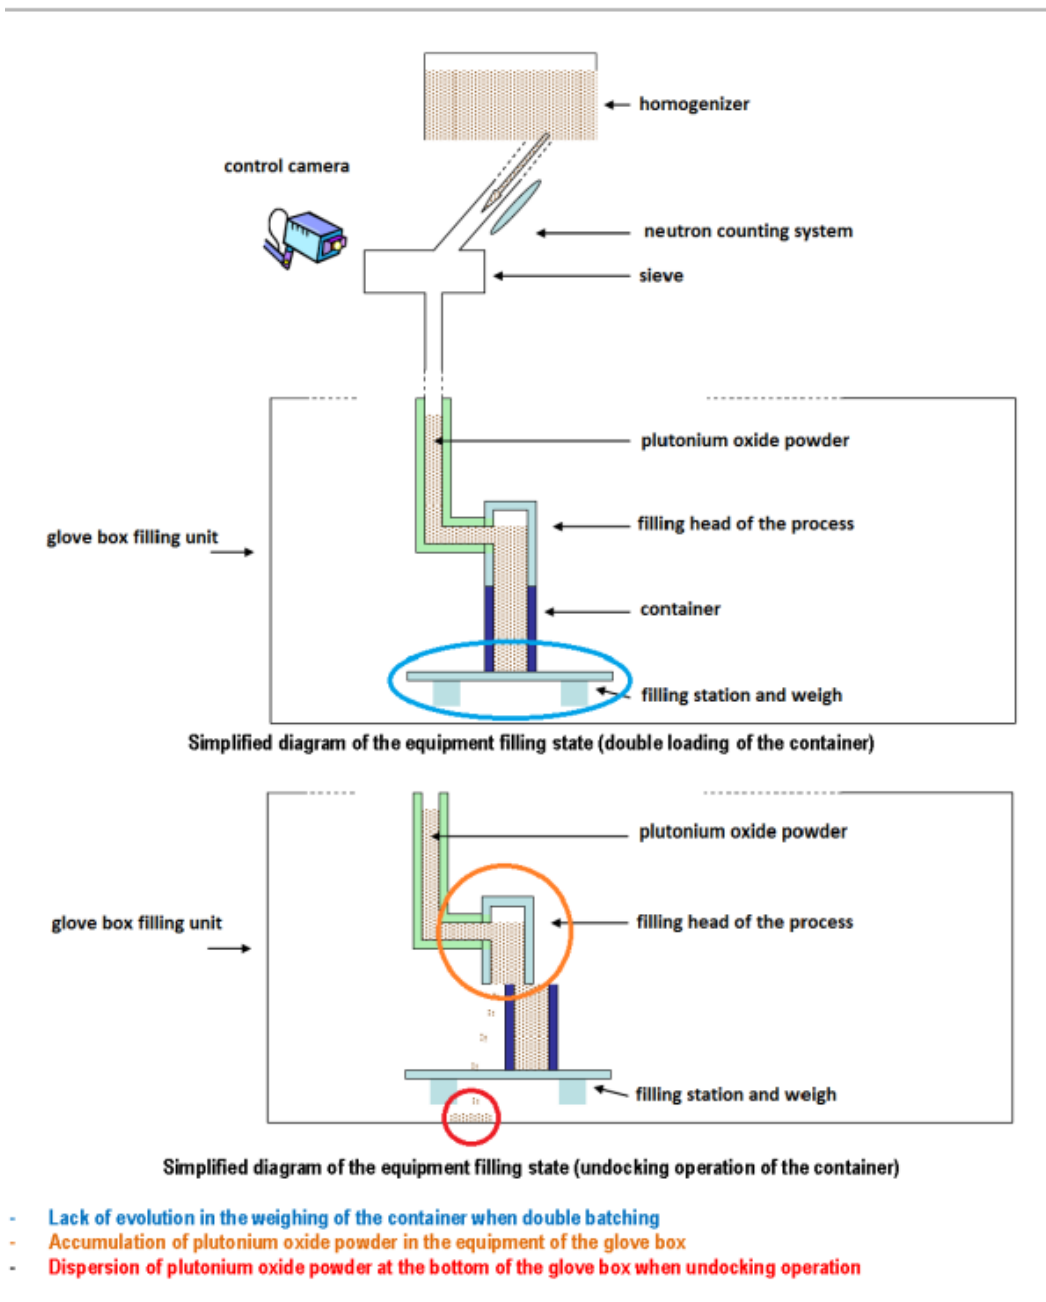 homogenizer
control camera
neutron counting system
sieve
plutonium oxide powder
filling head of the process
glove box filling unit
container
filling station and weigh
Simplified diagram of the equipment filling state (double loading of the container)
plutonium oxide powder
glove box filling unit
filling head of the process
filling station and weigh
Simplified diagram of the equipment filling state (undocking operation of the container)
- Lack of evolution in the weighing of the container when double batching
- Accumulation of plutonium oxide powder in the equipment of the glove box
- Dispersion of plutonium oxide powder at the bottom of the glove box when undocking operation